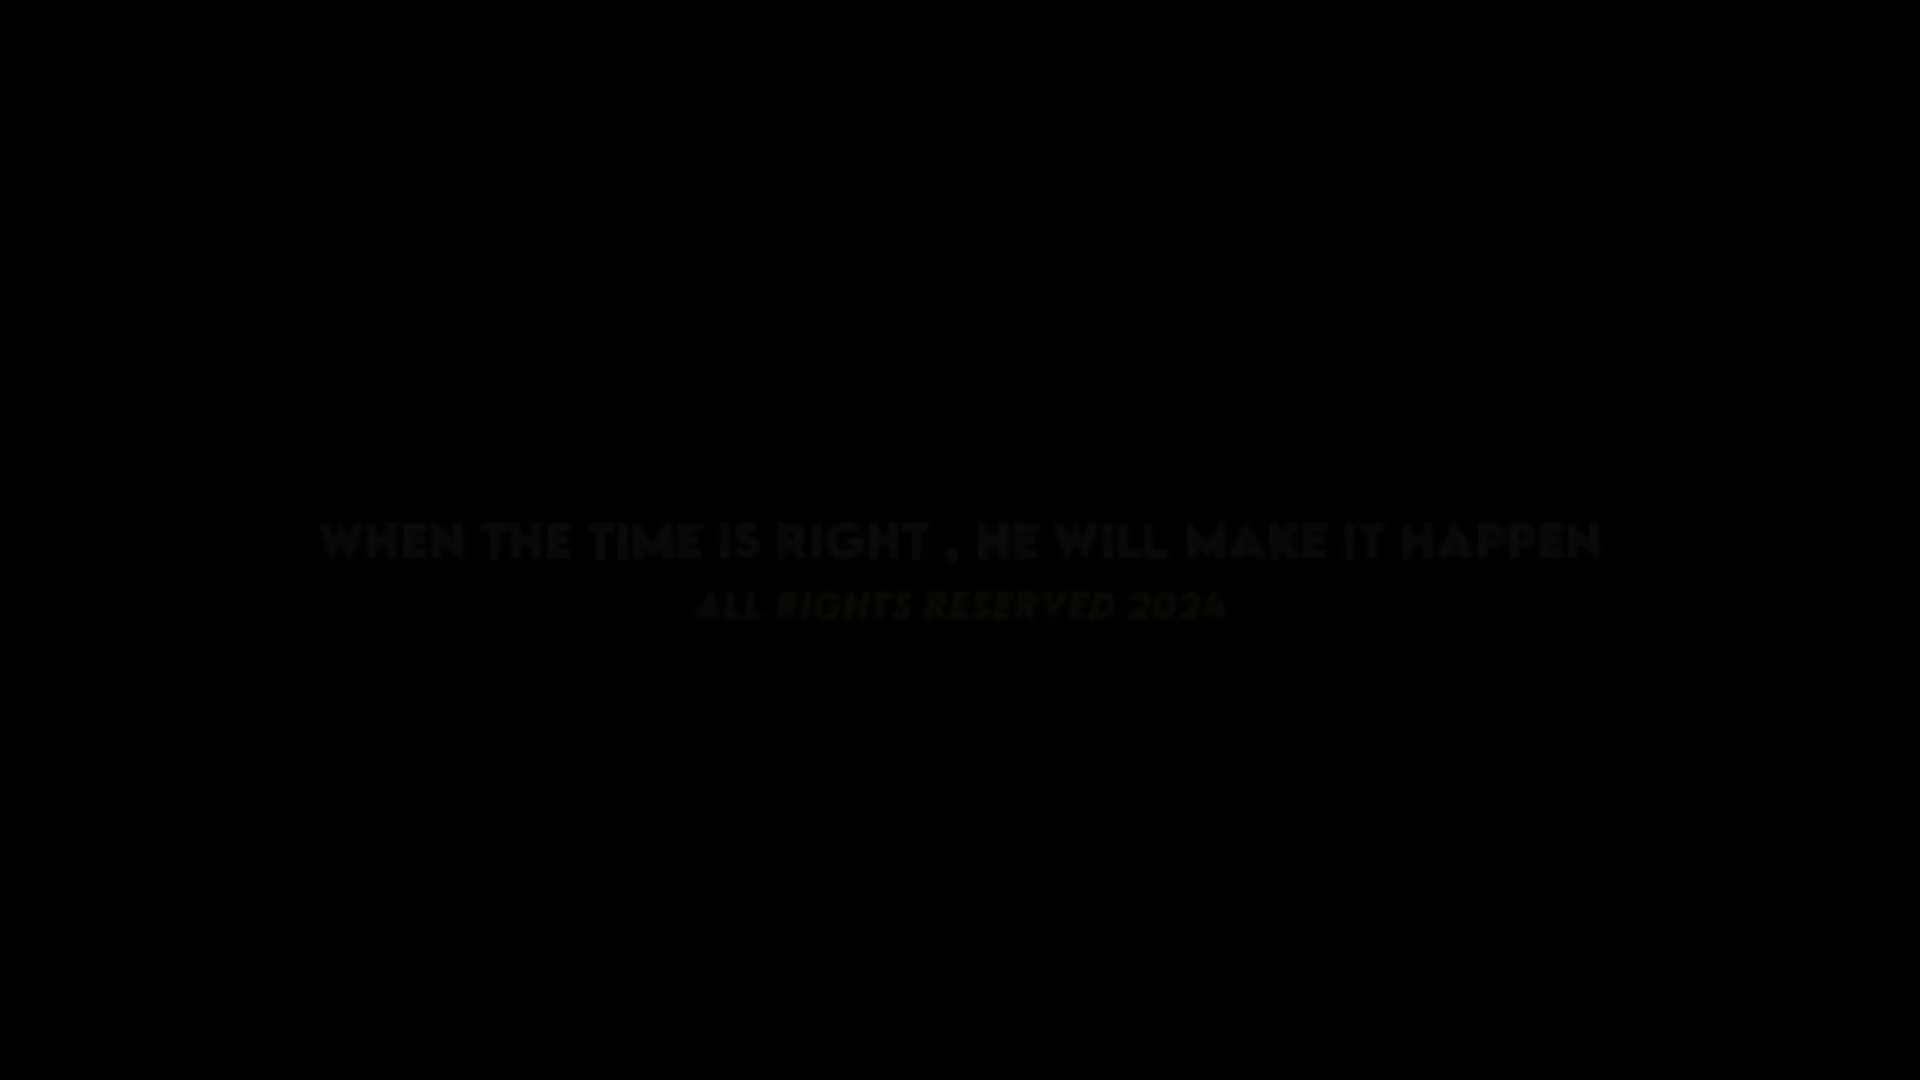 WHEN THE TIME IS RIGHT , HE WILL MAKE IT HAPPEN
ALL RIGHTS RESERVED 2024